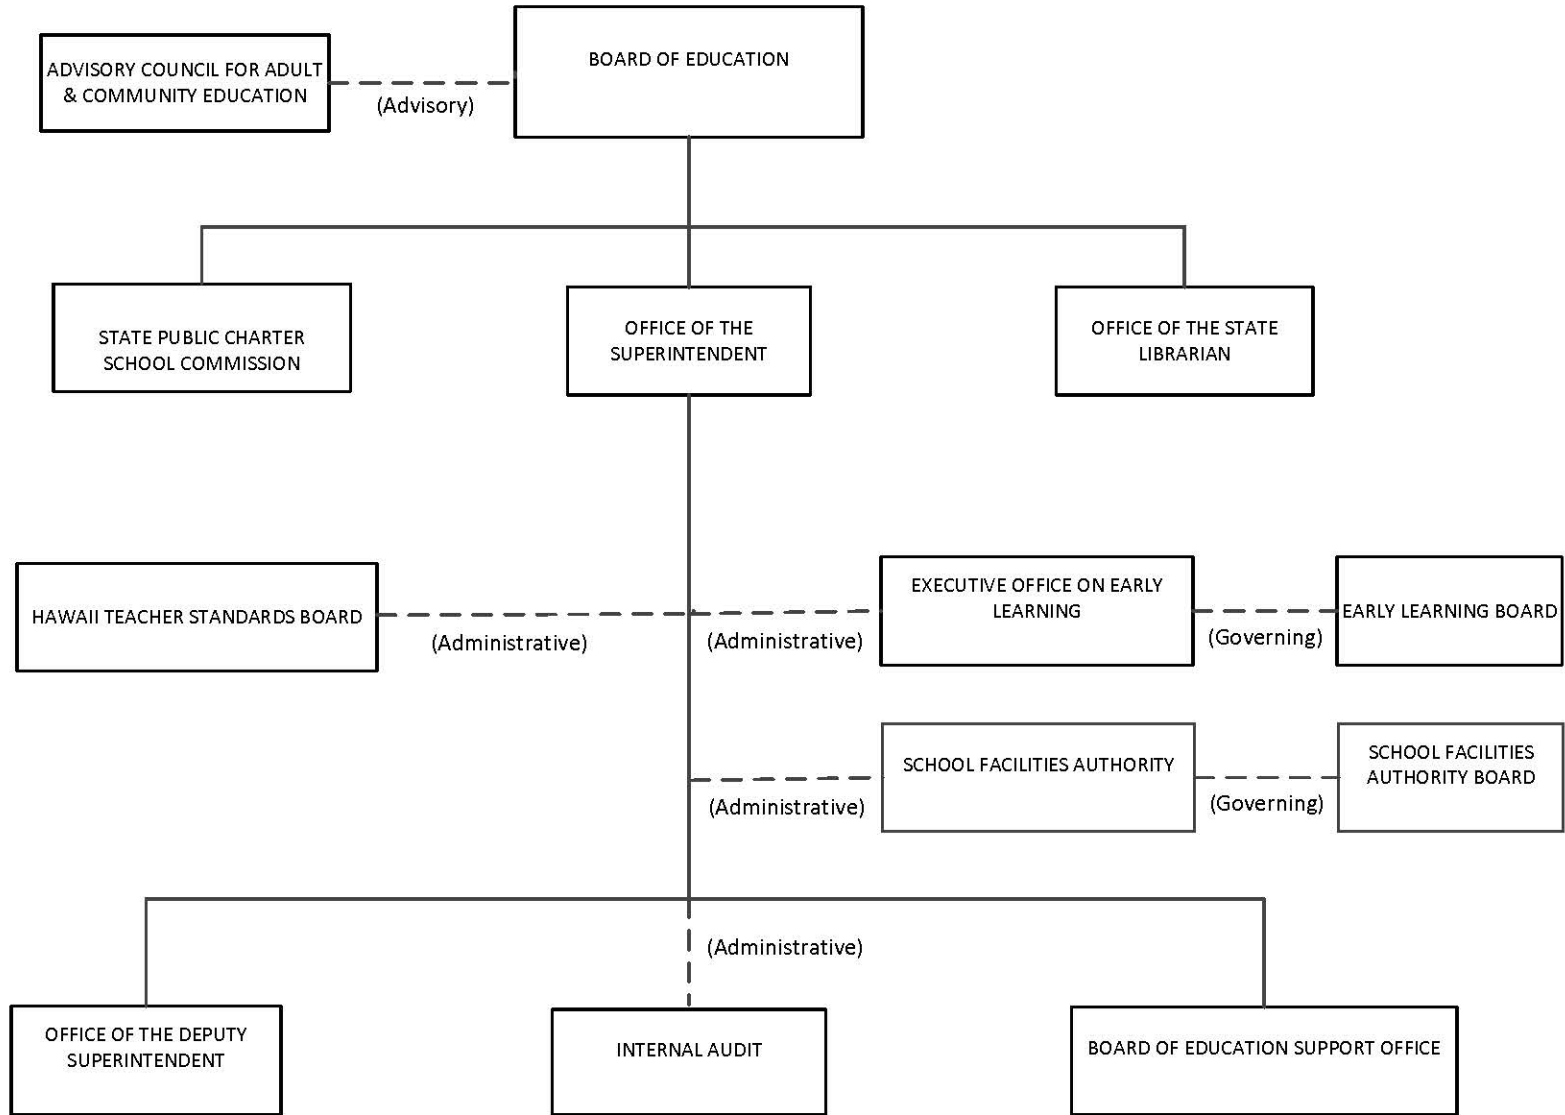 BOARD OF EDUCATION
ADVISORY COUNCIL FOR ADULT
& COMMUNITY EDUCATION
(Advisory)
STATE PUBLIC CHARTER
SCHOOL COMMISSION
OFFICE OF THE
SUPERINTENDENT
OFFICE OF THE STATE
LIBRARIAN
HAWAII TEACHER STANDARDS BOARD
(Administrative)
(Administrative)
EXECUTIVE OFFICE ON EARLY
LEARNING
(Governing)
EARLY LEARNING BOARD
(Administrative)
SCHOOL FACILITIES AUTHORITY
(Governing)
SCHOOL FACILITIES
AUTHORITY BOARD
(Administrative)
OFFICE OF THE DEPUTY
SUPERINTENDENT
INTERNAL AUDIT
BOARD OF EDUCATION SUPPORT OFFICE